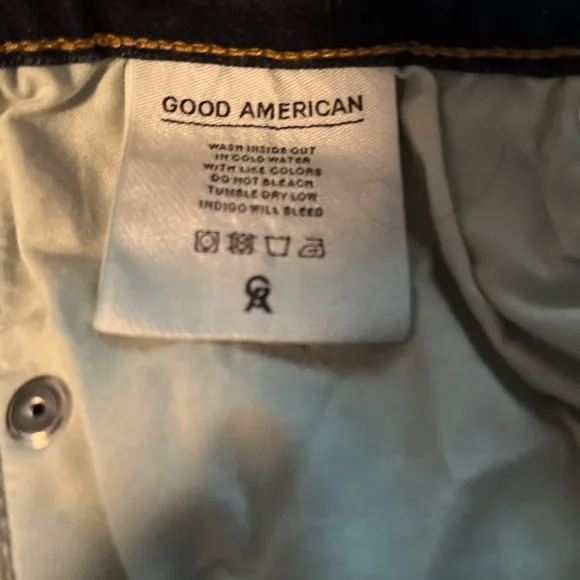 GOOD AMERICAN
WASH INSIDE OUT
IN COLD WATER
WITH LIKE COLORS
DO NOT BLEACH
TUMBLE DRY LOW
INDIGO WILL BLEED
GA